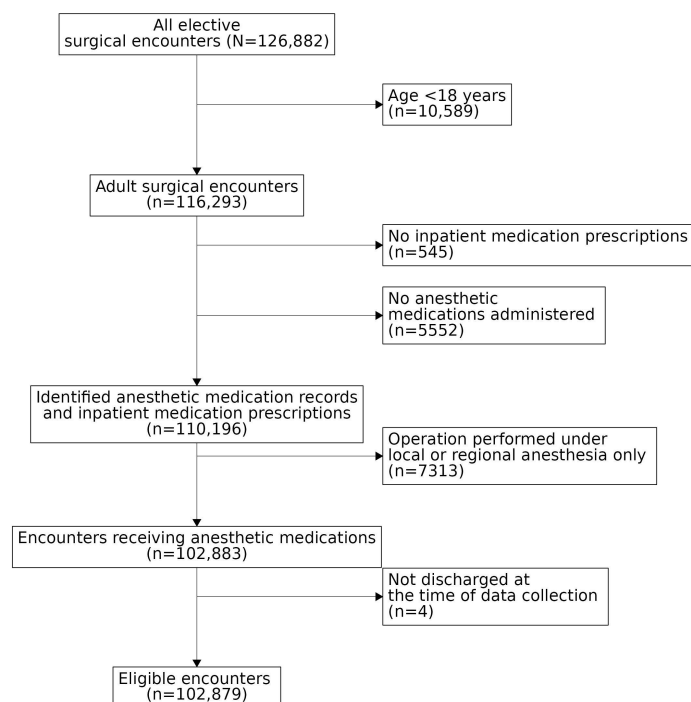 All elective
surgical encounters (N=126,882)
Age <18 years
(n=10,589)
Adult surgical encounters
(n=116,293)
No inpatient medication prescriptions
(n=545)
No anesthetic
medications administered
(n=5552)
Identified anesthetic medication records
and inpatient medication prescriptions
(n=110,196)
Operation performed under
local or regional anesthesia only
(n=7313)
Encounters receiving anesthetic medications
(n=102,883)
Not discharged at
the time of data collection
(n=4)
Eligible encounters
(n=102,879)